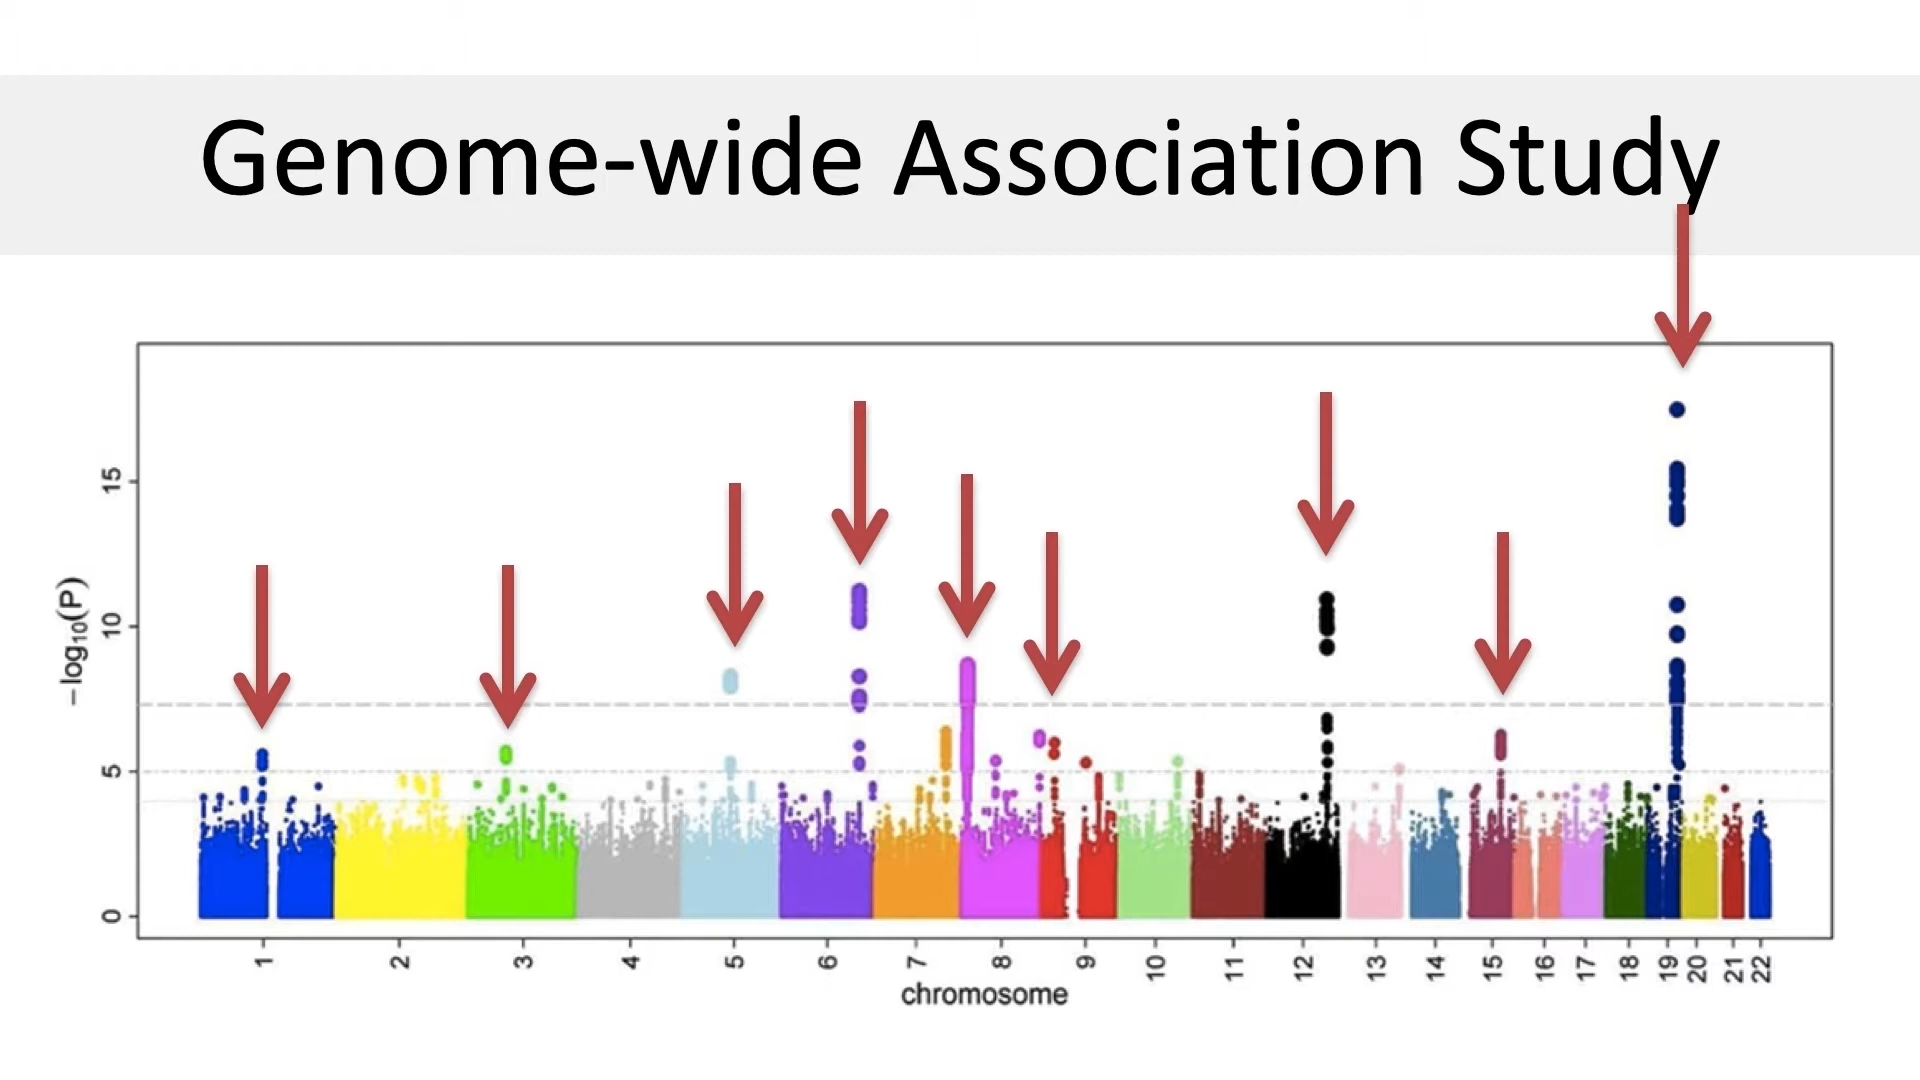 Genome-wide Association Study
15
10
5
0
−log10(P)
1 2 3 4 5 6 7 8 9 10 11 12 13 14 15 16 17 18 19 20 21 22
chromosome